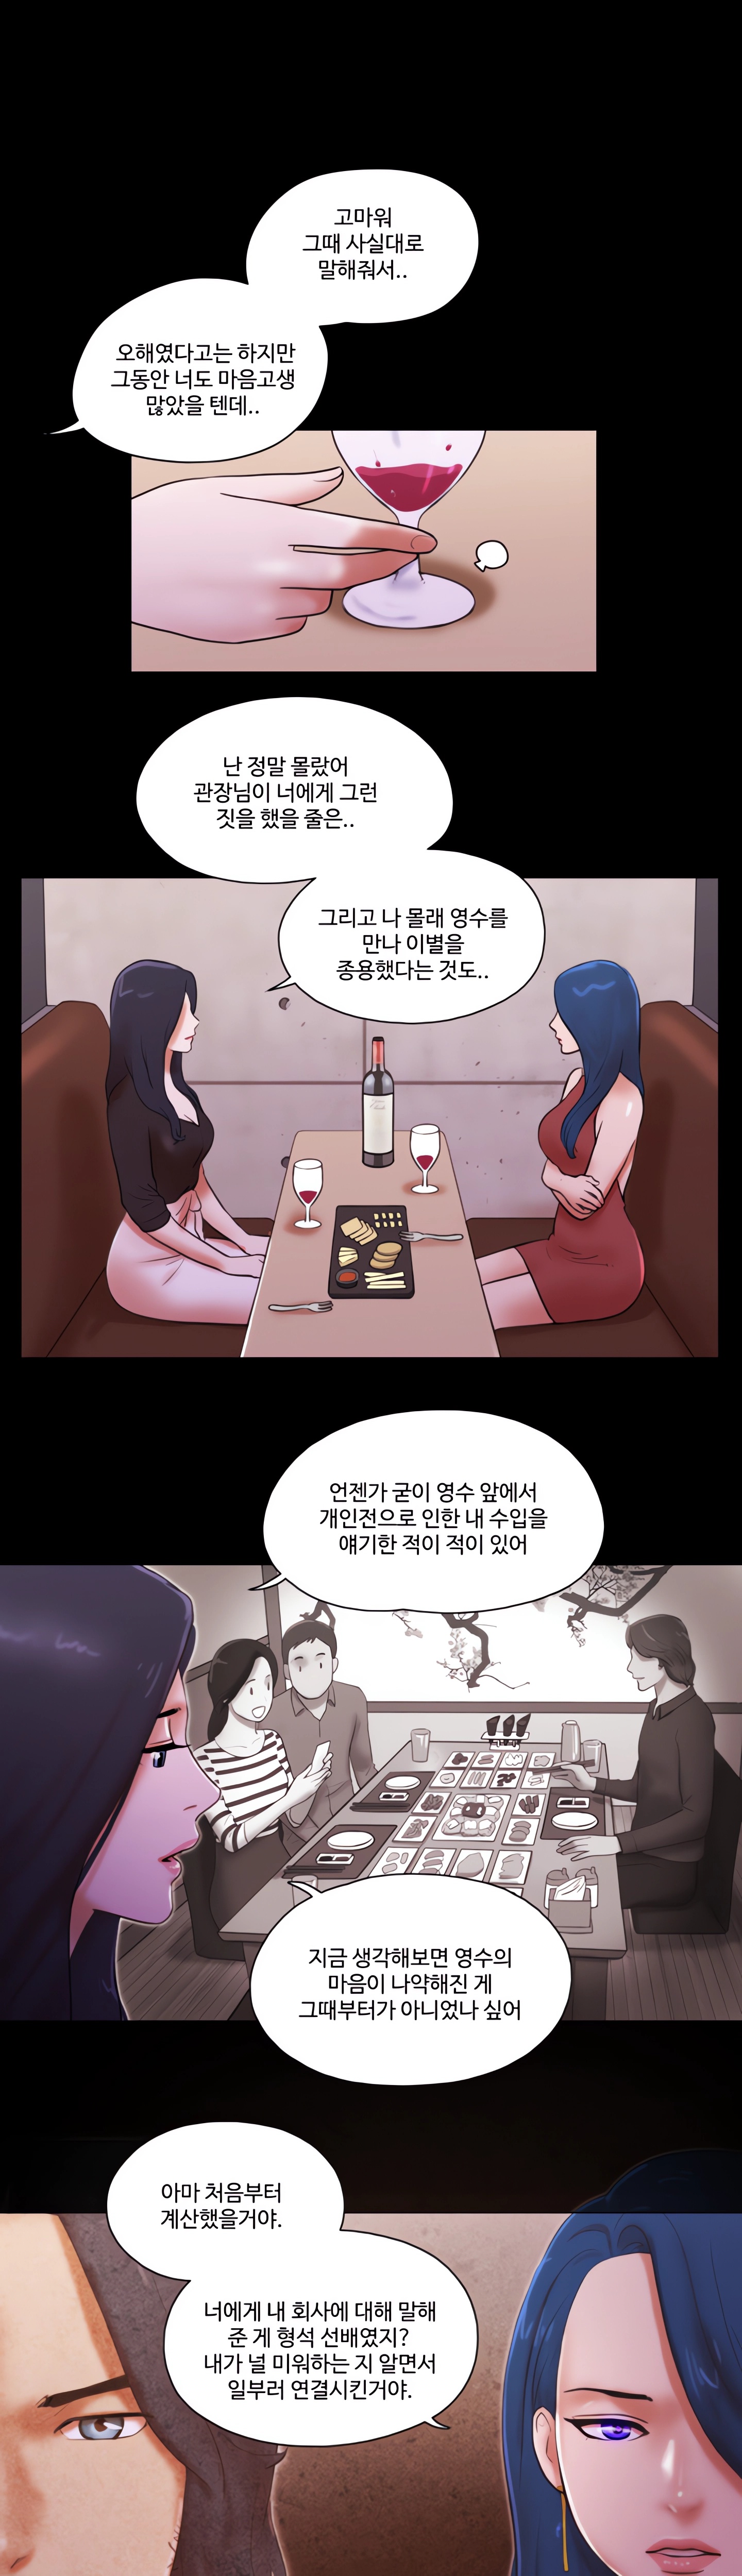 고마워
그때 사실대로
말해줘서..
오해였다고는 하지만
그동안 너도 마음고생
많았을 텐데..
난 정말 몰랐어
관장님이 너에게 그런
짓을 했을 줄은..
그리고 나 몰래 영수를
만나 이별을
종용했다는 것도..
언젠가 굳이 영수 앞에서
개인전으로 인한 내 수입을
얘기한 적이 적이 있어
지금 생각해보면 영수의
마음이 나약해진 게
그때부터가 아니었나 싶어
아마 처음부터
계산했을거야.
너에게 내 회사에 대해 말해
준 게 형석 선배였지?
내가 널 미워하는 지 알면서
일부러 연결시킨거야.